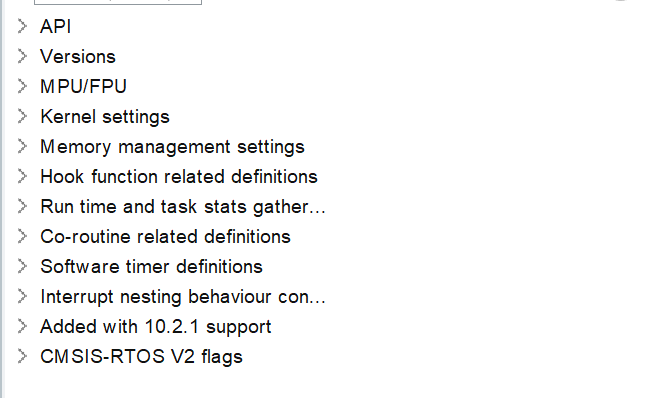 API
Versions
MPU/FPU
Kernel settings
Memory management settings
Hook function related definitions
Run time and task stats gather...
Co-routine related definitions
Software timer definitions
Interrupt nesting behaviour con...
Added with 10.2.1 support
CMSIS-RTOS V2 flags